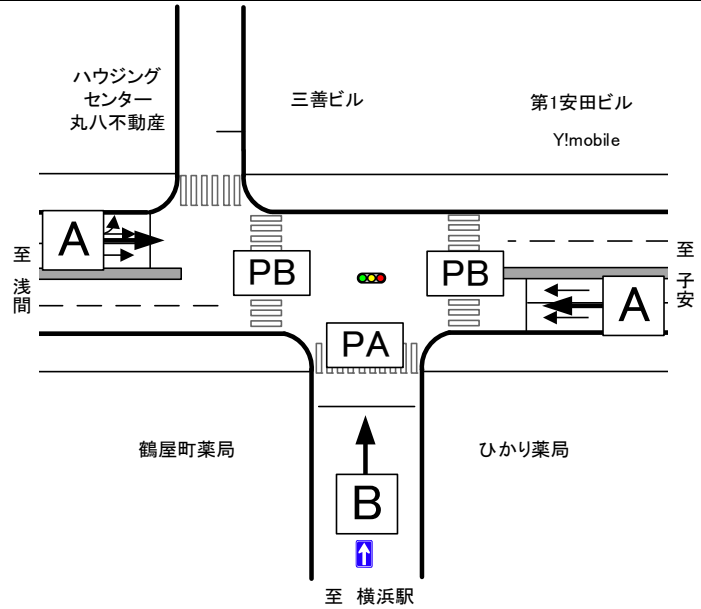 ハウジング
センター
丸八不動産
三善ビル
第1安田ビル
Y!mobile
A
PB
PB
A
至 浅間
至 子安
PA
鶴屋町薬局
ひかり薬局
B
至 横浜駅